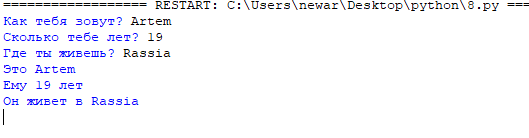 ================== RESTART: C:\Users\newar\Desktop\python\8.py ===
Как тебя зовут? Artem
Сколько тебе лет? 19
Где ты живешь? Rassia
Это Artem
Ему 19 лет
Он живет в Rassia